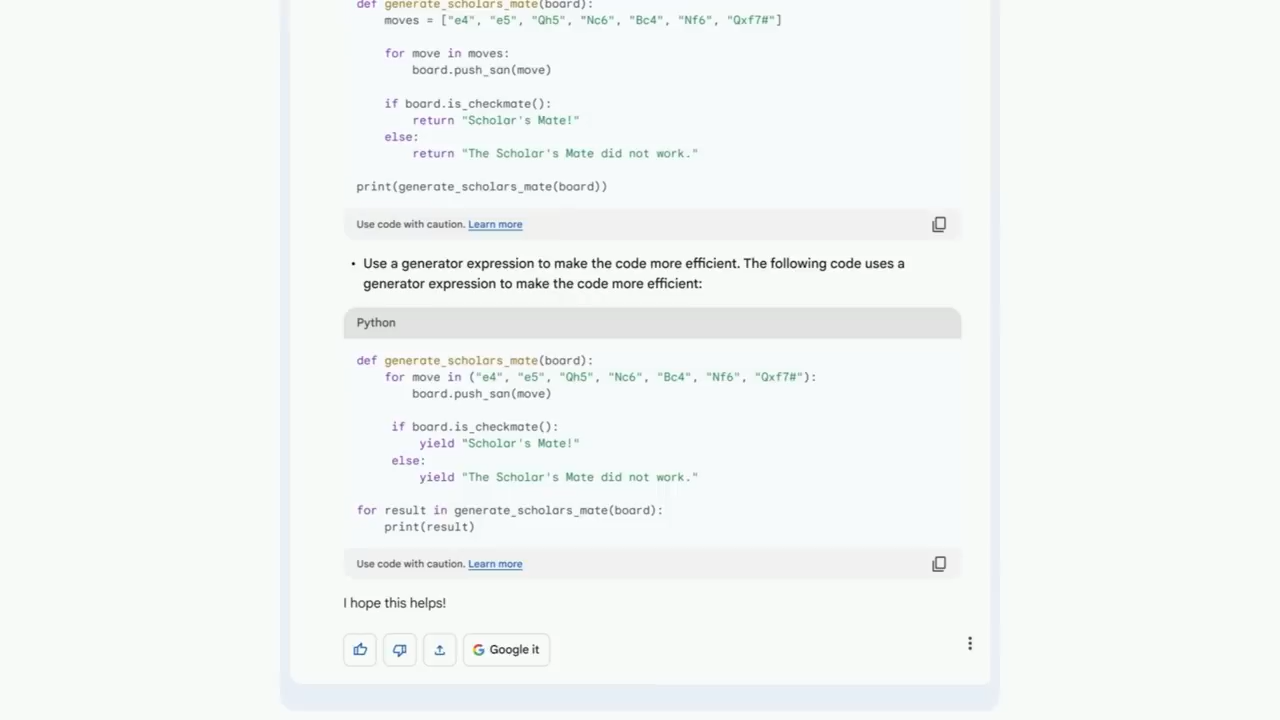 def generate_scholars_mate(board):
    moves = ["e4", "e5", "Qh5", "Nc6", "Bc4", "Nf6", "Qxf7#"]
    for move in moves:
        board.push_san(move)
    if board.is_checkmate():
        return "Scholar's Mate!"
    else:
        return "The Scholar's Mate did not work."
print(generate_scholars_mate(board))
Use code with caution. Learn more
• Use a generator expression to make the code more efficient. The following code uses a
generator expression to make the code more efficient:
Python
def generate_scholars_mate(board):
    for move in ("e4", "e5", "Qh5", "Nc6", "Bc4", "Nf6", "Qxf7#"):
        board.push_san(move)
     if board.is_checkmate():
         yield "Scholar's Mate!"
     else:
         yield "The Scholar's Mate did not work."
for result in generate_scholars_mate(board):
    print(result)
Use code with caution. Learn more
I hope this helps!
Google it